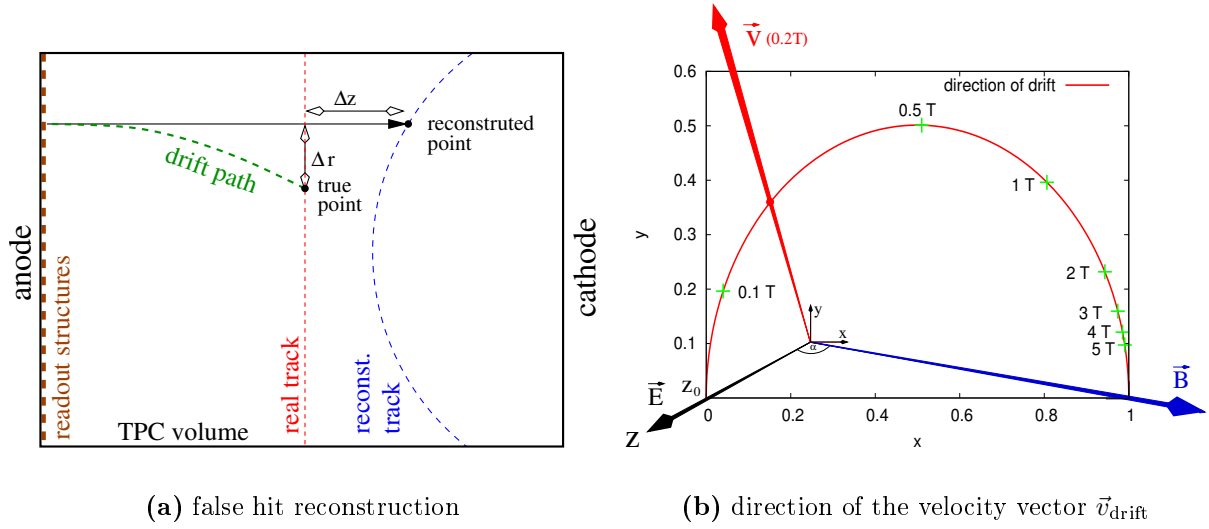 anode
readout structures
drift path
Δz
Δr
reconstruted
point
true
point
real track
reconst.
track
TPC volume
cathode
(a) false hit reconstruction
v (0.2T)
direction of drift
0.6
0.5
0.4
0.3
0.2
0.1
y
0.1 T
0.5 T
1 T
2 T
3 T
4 T
5 T
y
x
α
z0
E
B
z
0
0.2
0.4
0.6
0.8
1
x
(b) direction of the velocity vector v drift